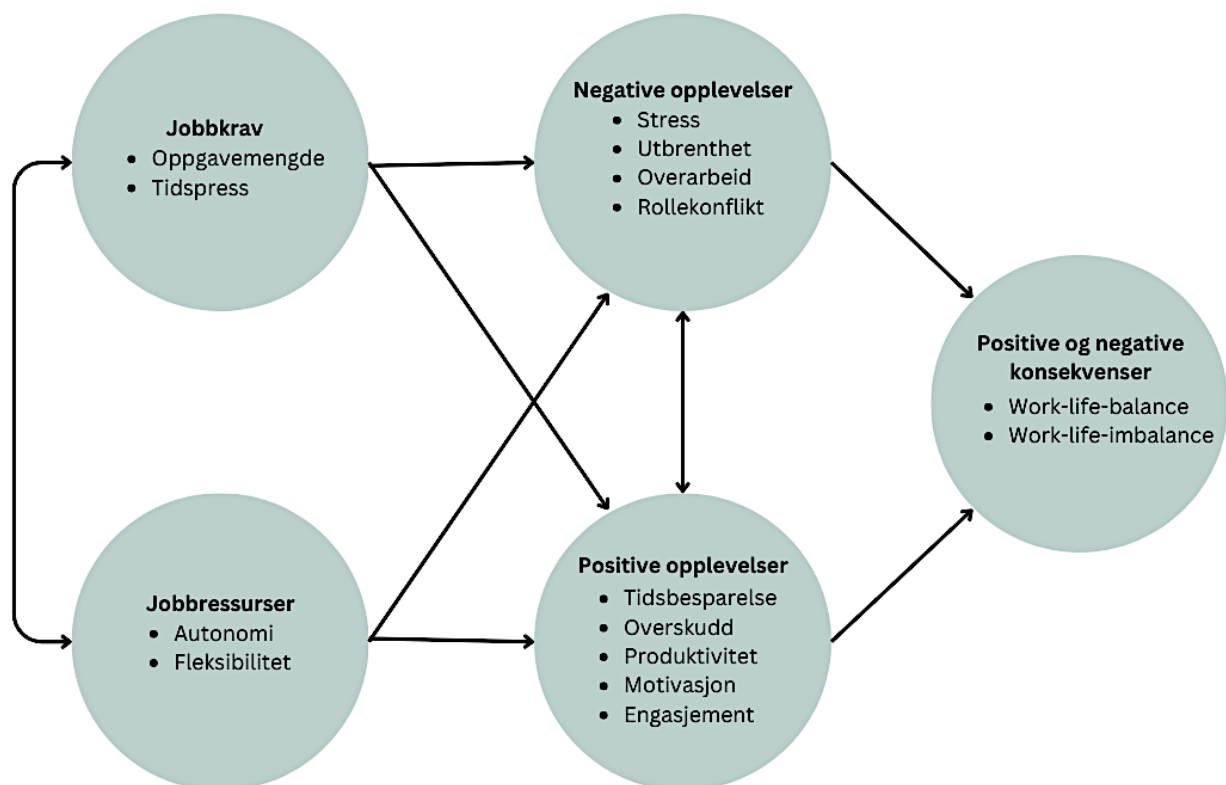 Jobbkrav
• Oppgavemengde
• Tidspress
Negative opplevelser
• Stress
• Utbrenthet
• Overarbeid
• Rollekonflikt
Jobbressurser
• Autonomi
• Fleksibilitet
Positive opplevelser
• Tidsbesparelse
• Overskudd
• Produktivitet
• Motivasjon
• Engasjement
Positive og negative
konsekvenser
• Work-life-balance
• Work-life-imbalance